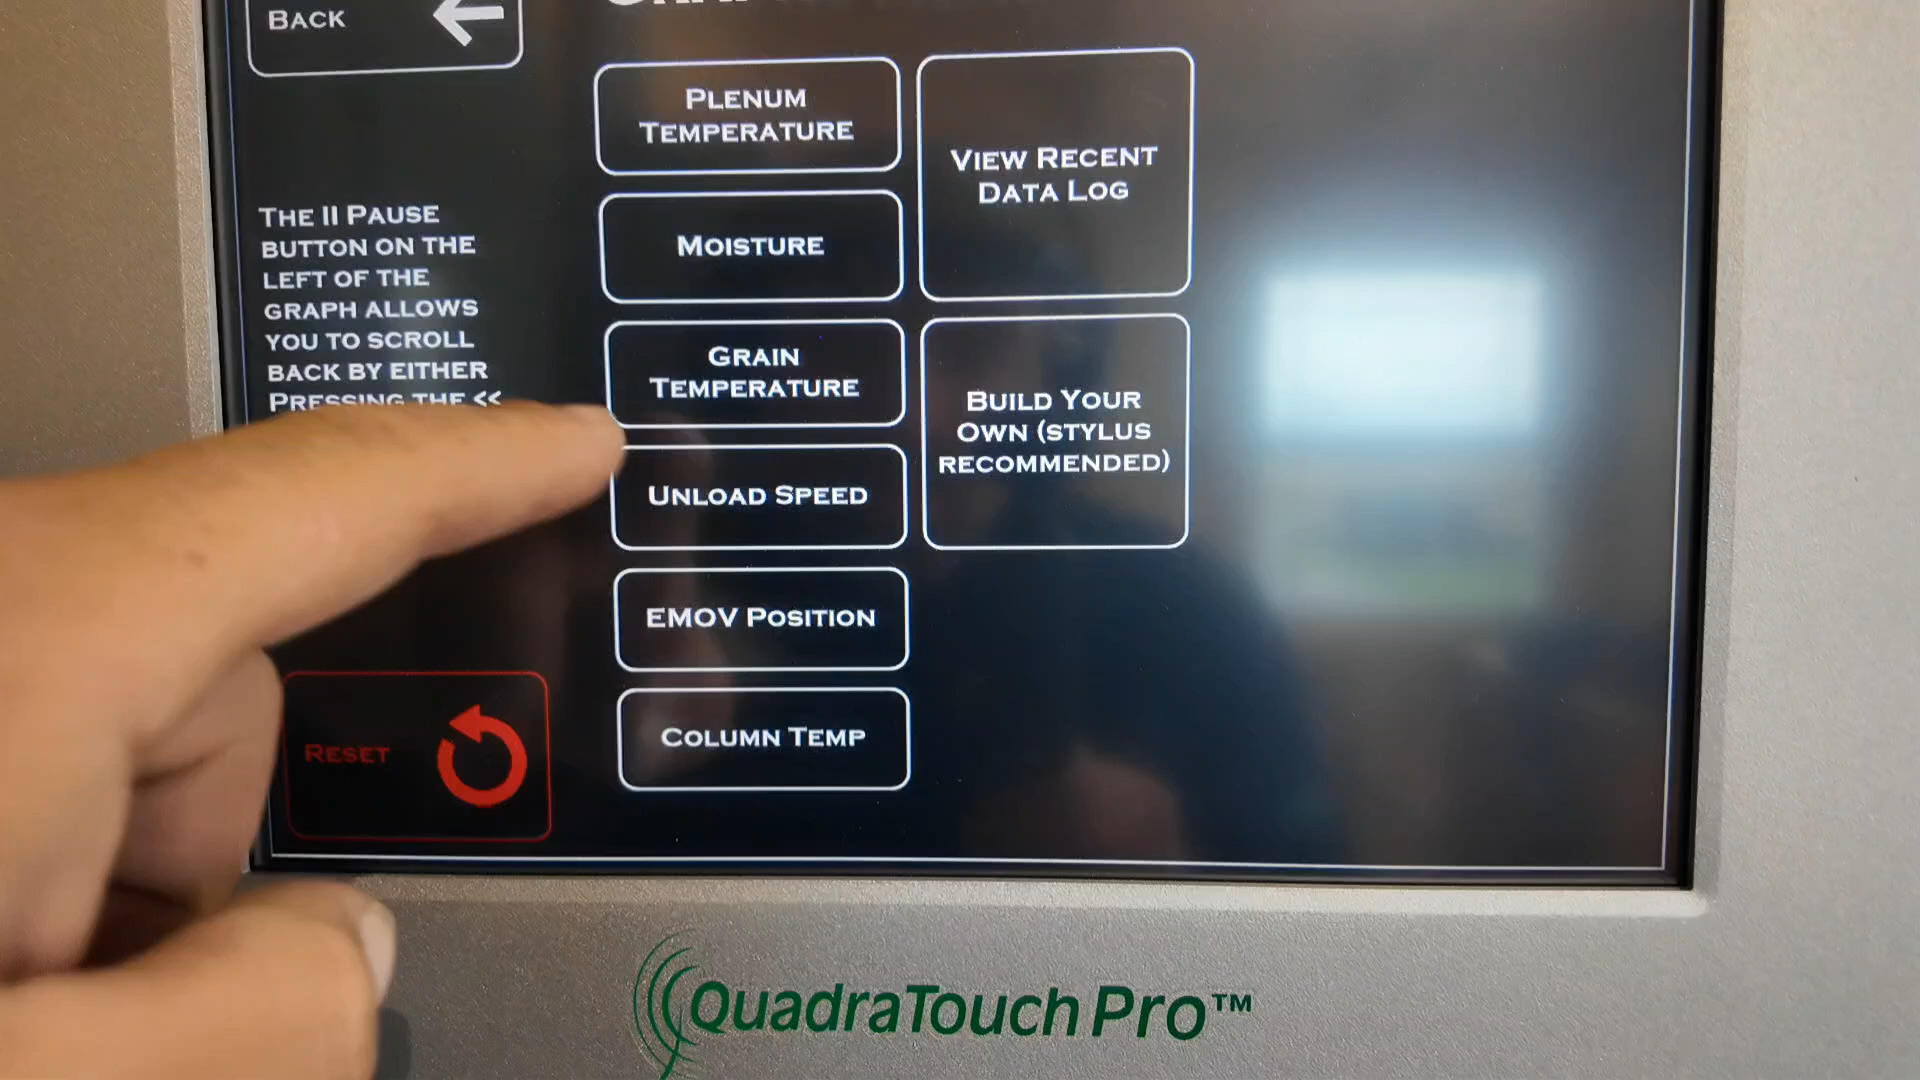 BACK
THE II PAUSE
BUTTON ON THE
LEFT OF THE
GRAPH ALLOWS
YOU TO SCROLL
BACK BY EITHER
PRESSING THE <<
RESET
PLENUM
TEMPERATURE
MOISTURE
GRAIN
TEMPERATURE
UNLOAD SPEED
EMOV POSITION
COLUMN TEMP
VIEW RECENT
DATA LOG
BUILD YOUR
OWN (STYLUS
RECOMMENDED)
QuadraTouch Pro™